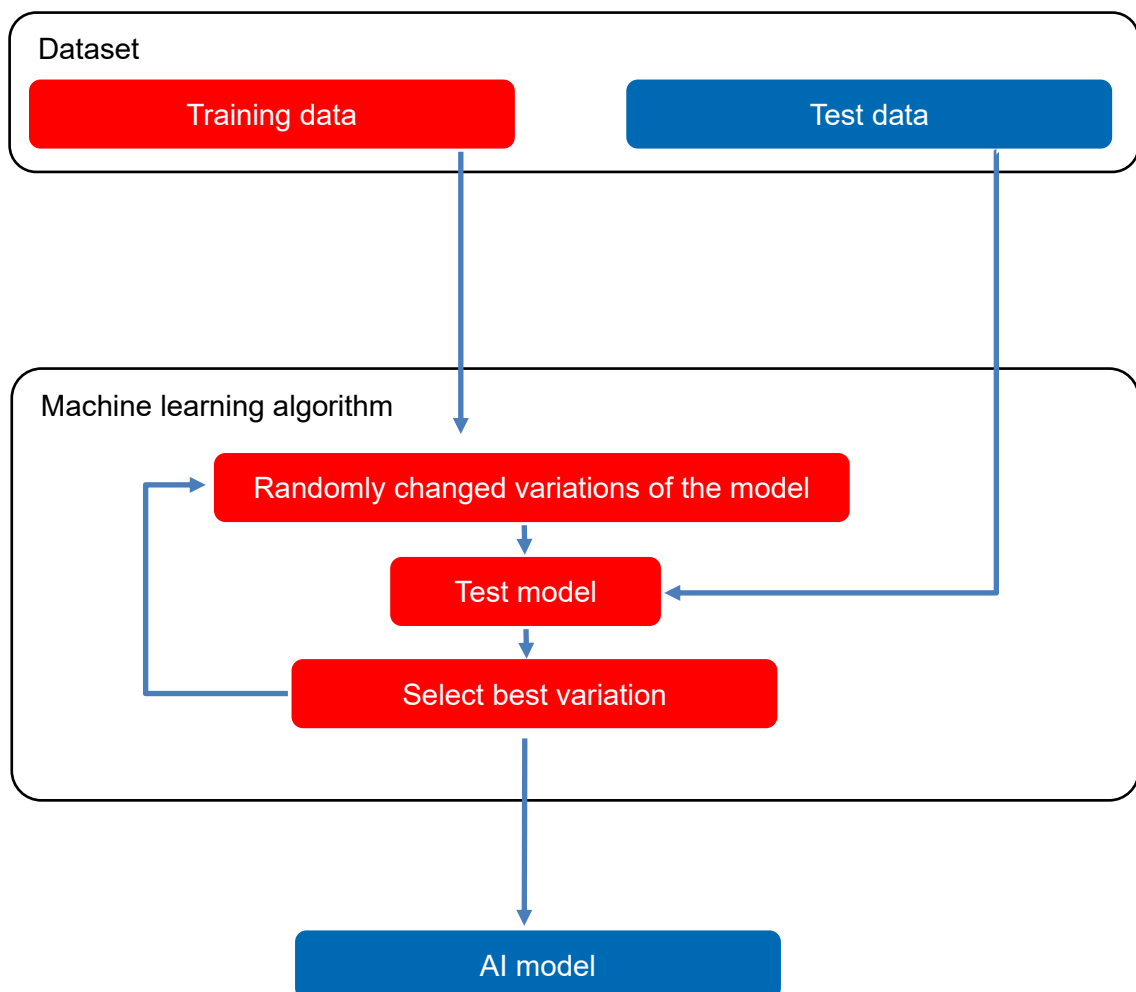 Dataset
Training data
Test data
Machine learning algorithm
Randomly changed variations of the model
Test model
Select best variation
AI model